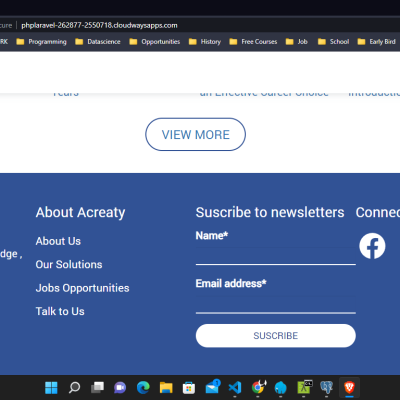 cure | phplaravel-262877-2550718.cloudwaysapps.com
RK Programming Datascience Opportunities History Free Courses Job School Early Bird
Years an Effective Career Choice Introductio
VIEW MORE
About Acreaty Suscribe to newsletters Connec
Name*
About Us
dge ,
Our Solutions
Email address*
Jobs Opportunities
Talk to Us
SUSCRIBE